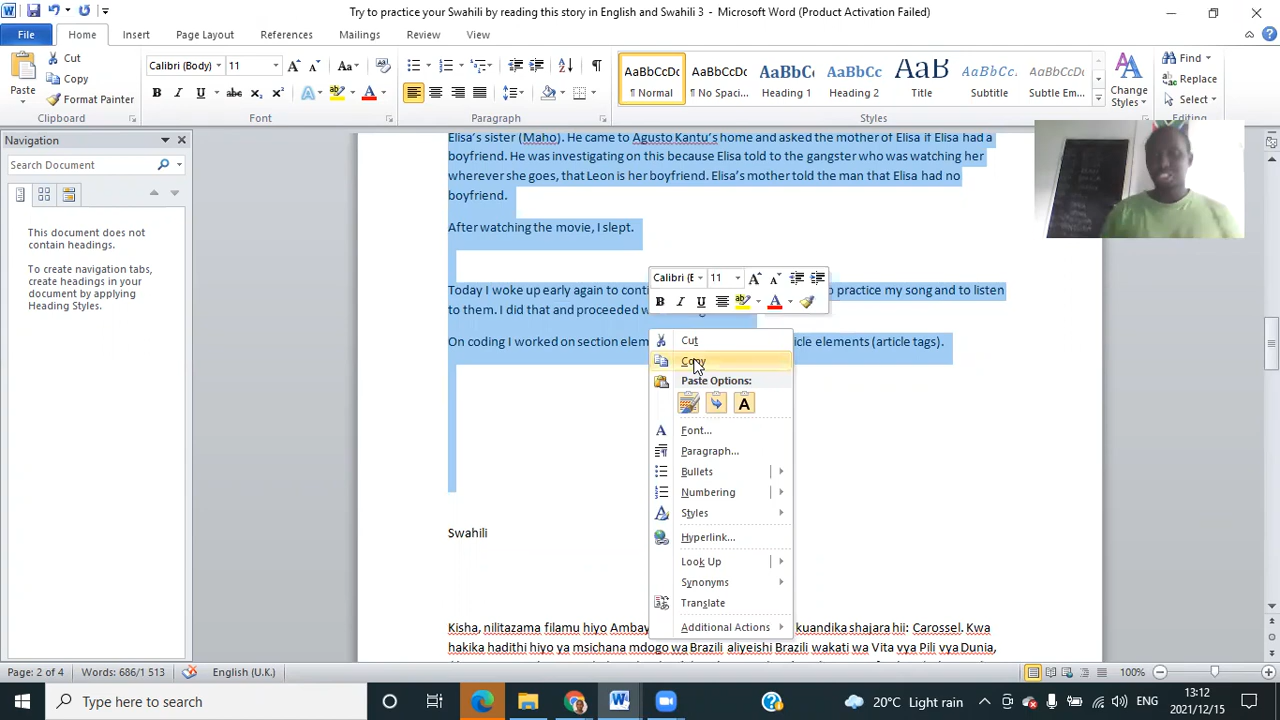 Try to practice your Swahili by reading this story in English and Swahili 3 - Microsoft Word (Product Activation Failed)
File Home Insert Page Layout References Mailings Review View
Paste Cut
Copy
Format Painter
Clipboard
Calibri (Body) 11
Font
Paragraph
AaBbCcDc AaBbCcDc AaBbCc AaBbCc AaB AaBbCc. AaBbCcDc
¶ Normal ¶ No Spaci... Heading 1 Heading 2 Title Subtitle Subtle Em...
Styles
Change Styles
Find
Replace
Select
Editing
Navigation
Search Document
This document does not
contain headings.
To create navigation tabs,
create headings in your
document by applying
Heading Styles.
Elisa's sister (Maho). He came to Agusto Kantu's home and asked the mother of Elisa if Elisa had a
boyfriend. He was investigating on this because Elisa told to the gangster who was watching her
wherever she goes, that Leon is her boyfriend. Elisa's mother told the man that Elisa had no
boyfriend.
After watching the movie, I slept.
Calibri (E 11
Today I woke up early again to practice my song and to listen
to them. I did that and proceeded
On coding I worked on section elements (article tags).
Cut
Copy
Paste Options:
Font...
Paragraph...
Bullets
Numbering
Styles
Hyperlink...
Look Up
Synonyms
Translate
Additional Actions
Swahili
Kisha, nilitazama filamu hiyo kuandika shajara hii: Carossel. Kwa
hakika hadithi hiyo ya msichana mdogo wa Brazili aliyeishi Brazili wakati wa Vita vya Pili vya Dunia,
Page: 2 of 4 Words: 686/1 513 English (U.K.) 100%
Type here to search
20°C Light rain ENG
13:12
2021/12/15